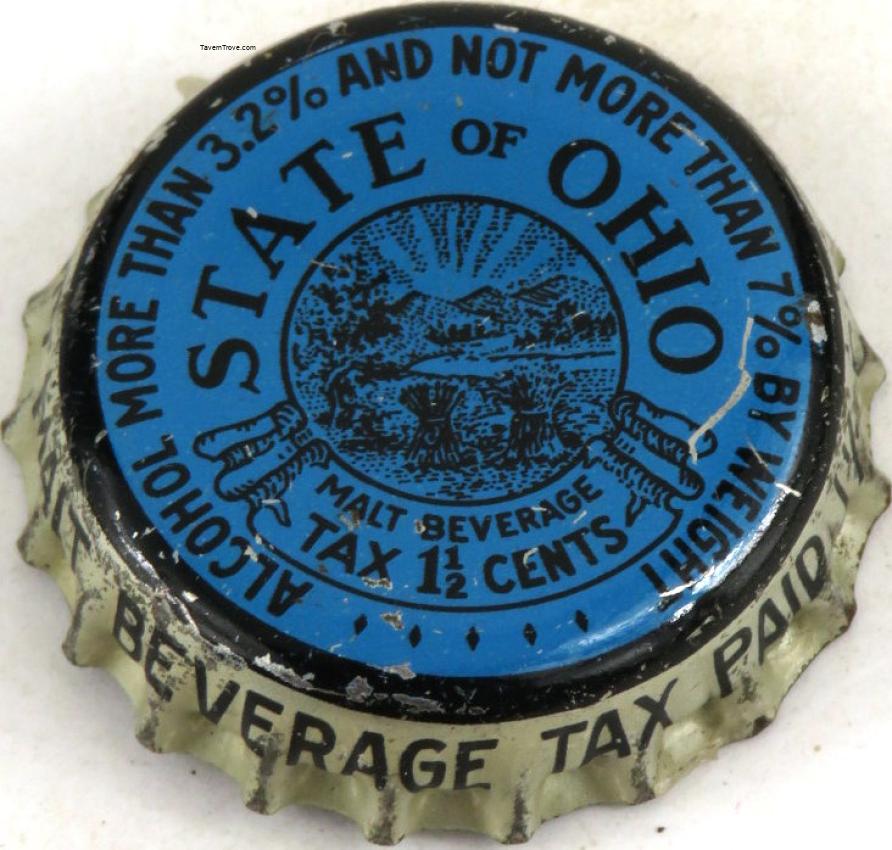 TavernTrove.com
ALCOHOL MORE THAN 3.2% AND NOT MORE THAN 7% BY WEIGHT
STATE OF OHIO
MALT BEVERAGE
TAX 1½ CENTS
BEVERAGE TAX PAID